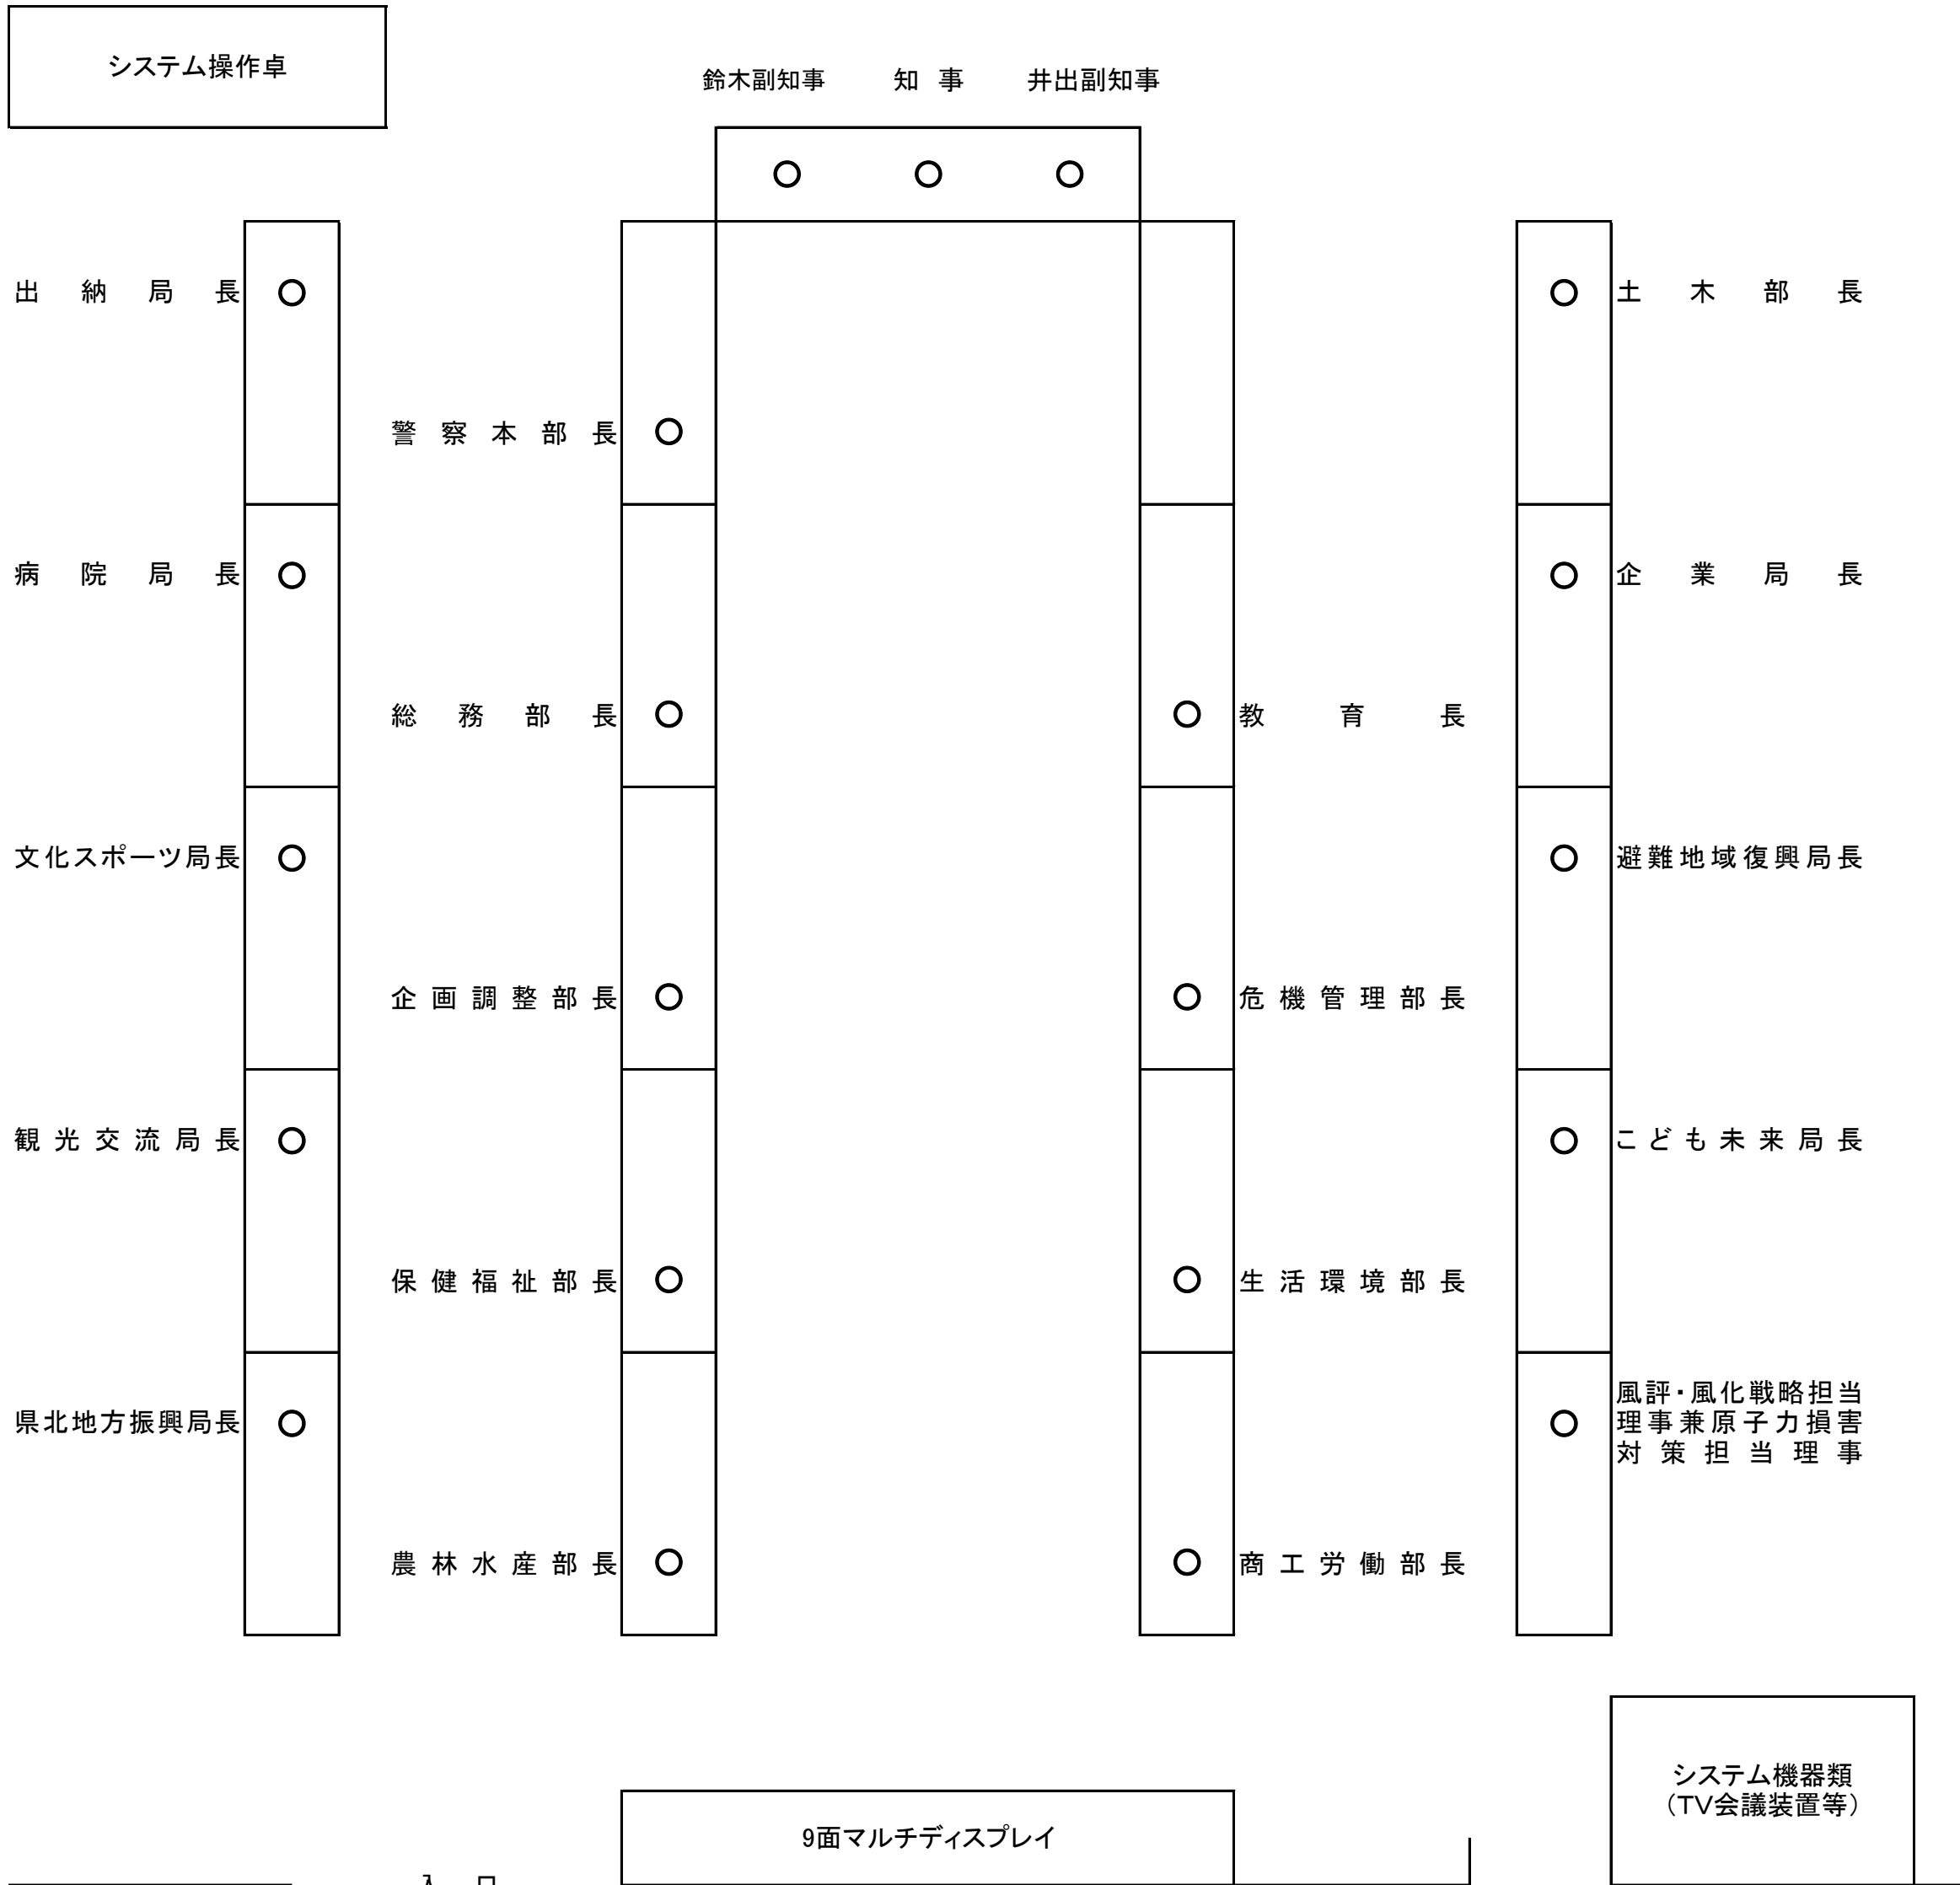 システム操作卓
鈴木副知事　知　事　井出副知事
出納局長
土木部長
警察本部長
病院局長
企業局長
総務部長
教育長
文化スポーツ局長
避難地域復興局長
企画調整部長
危機管理部長
観光交流局長
こども未来局長
保健福祉部長
生活環境部長
県北地方振興局長
風評・風化戦略担当
理事兼原子力損害
対策担当理事
農林水産部長
商工労働部長
システム機器類
（TV会議装置等）
9面マルチディスプレイ
入　口